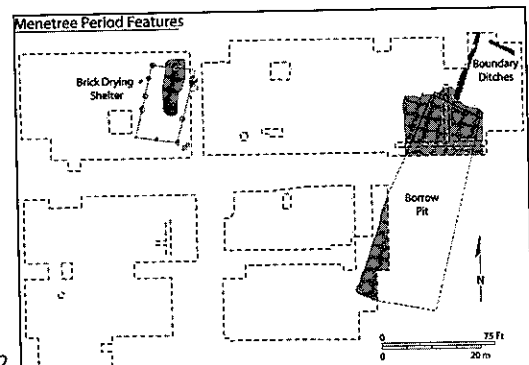 Menetree Period Features
Brick Drying
Shelter
Boundary
Ditches
Borrow
Pit
N
0 75 Ft
0 20 m
2